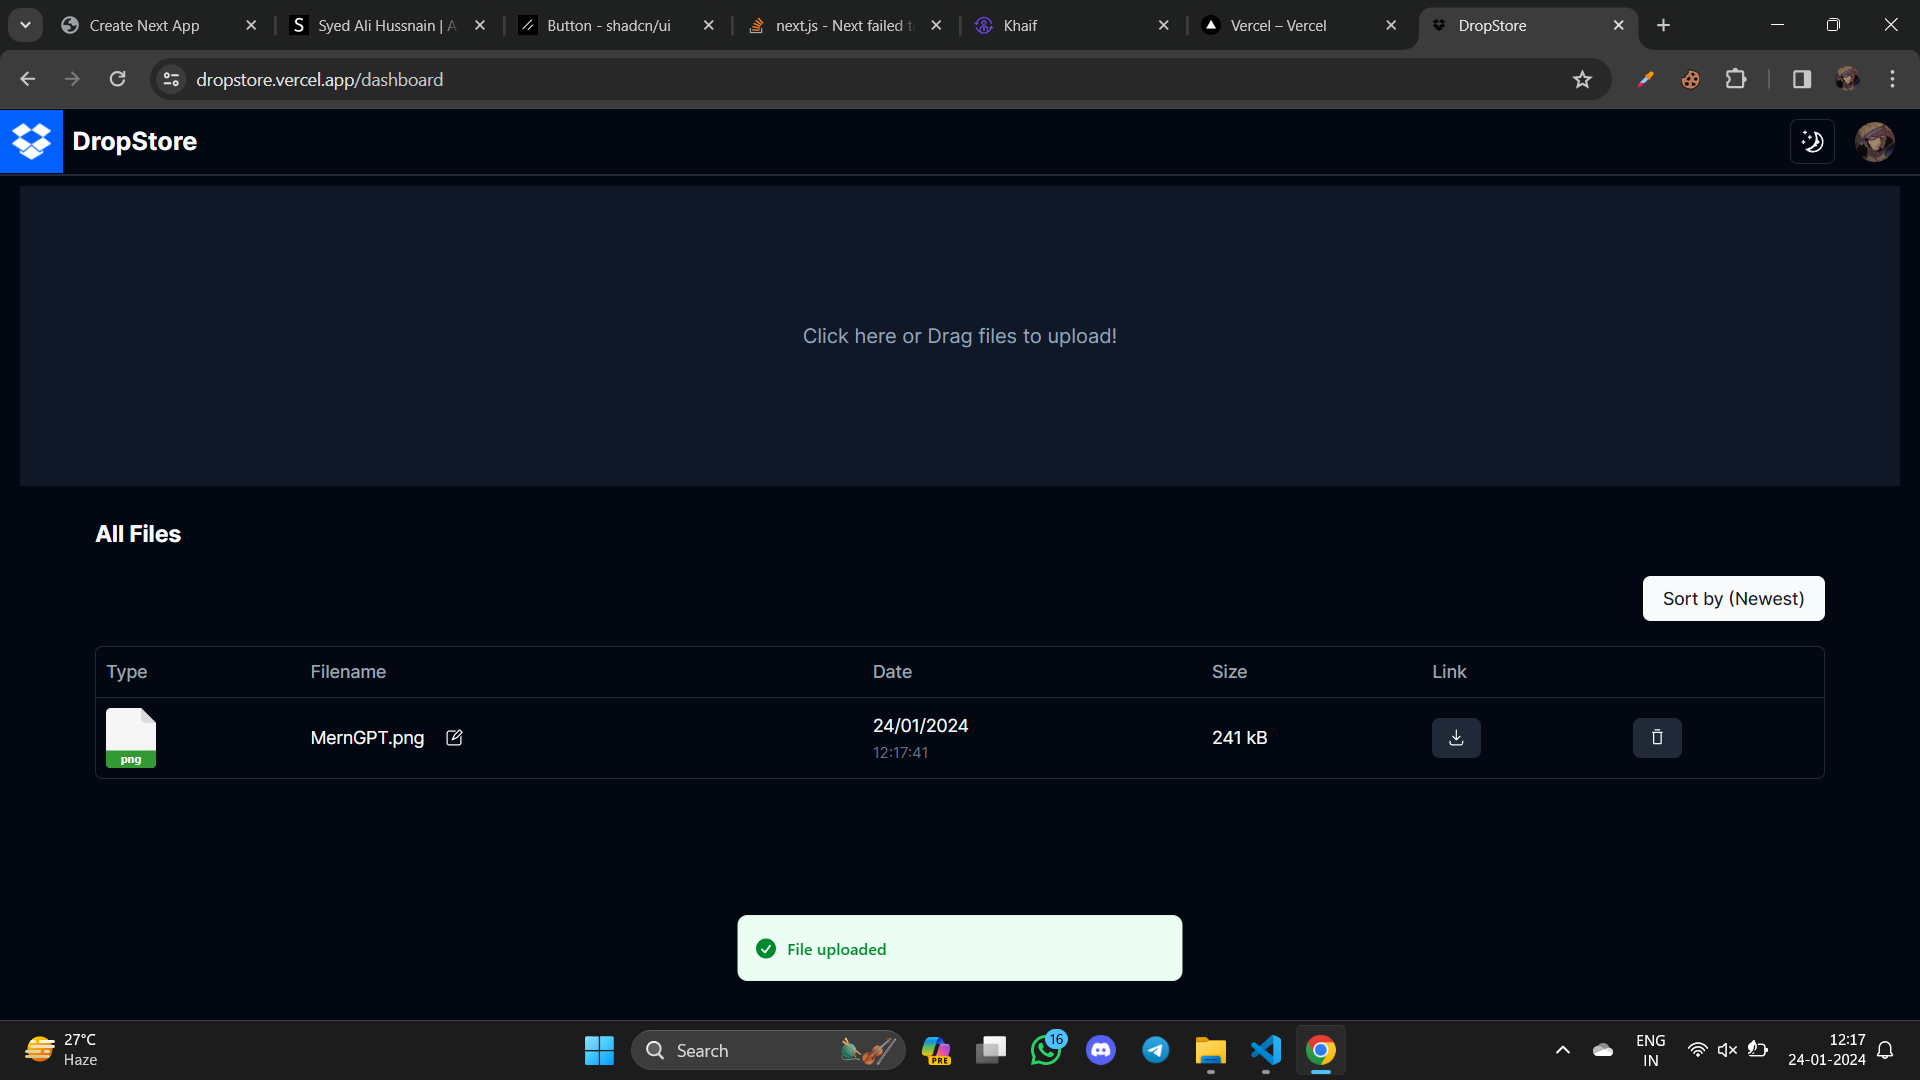 Create Next App
Syed Ali Hussnain | A
Button - shadcn/ui
next.js - Next failed t
Khaif
Vercel – Vercel
DropStore
dropstore.vercel.app/dashboard
DropStore
Click here or Drag files to upload!
All Files
Sort by (Newest)
Type Filename Date Size Link
png
MernGPT.png
24/01/2024
12:17:41
241 kB
File uploaded
27°C
Haze
Search
PRE
16
ENG
IN
12:17
24-01-2024